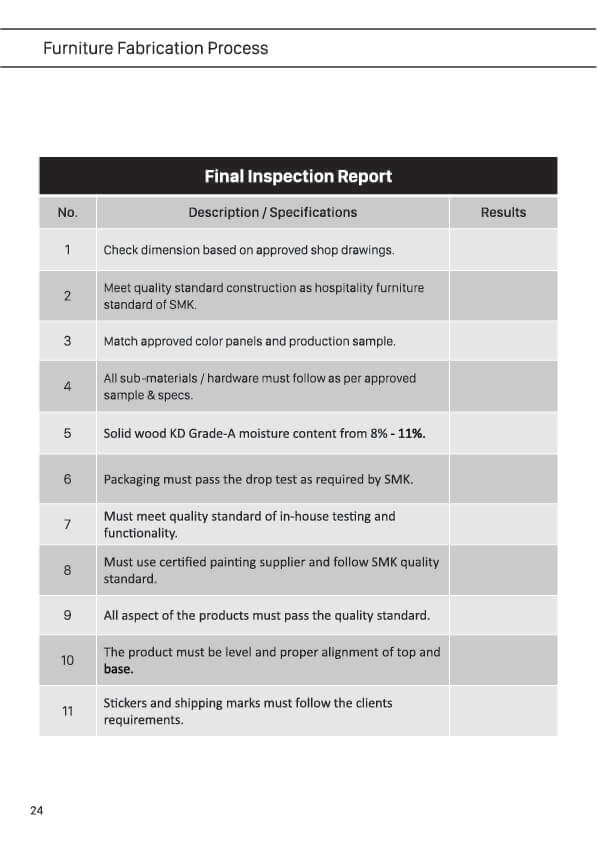 Furniture Fabrication Process
Final Inspection Report
No. Description / Specifications Results
1 Check dimension based on approved shop drawings.
2 Meet quality standard construction as hospitality furniture
standard of SMK.
3 Match approved color panels and production sample.
4 All sub-materials / hardware must follow as per approved
sample & specs.
5 Solid wood KD Grade-A moisture content from 8% - 11%.
6 Packaging must pass the drop test as required by SMK.
7 Must meet quality standard of in-house testing and
functionality.
8 Must use certified painting supplier and follow SMK quality
standard.
9 All aspect of the products must pass the quality standard.
10 The product must be level and proper alignment of top and
base.
11 Stickers and shipping marks must follow the clients
requirements.
24